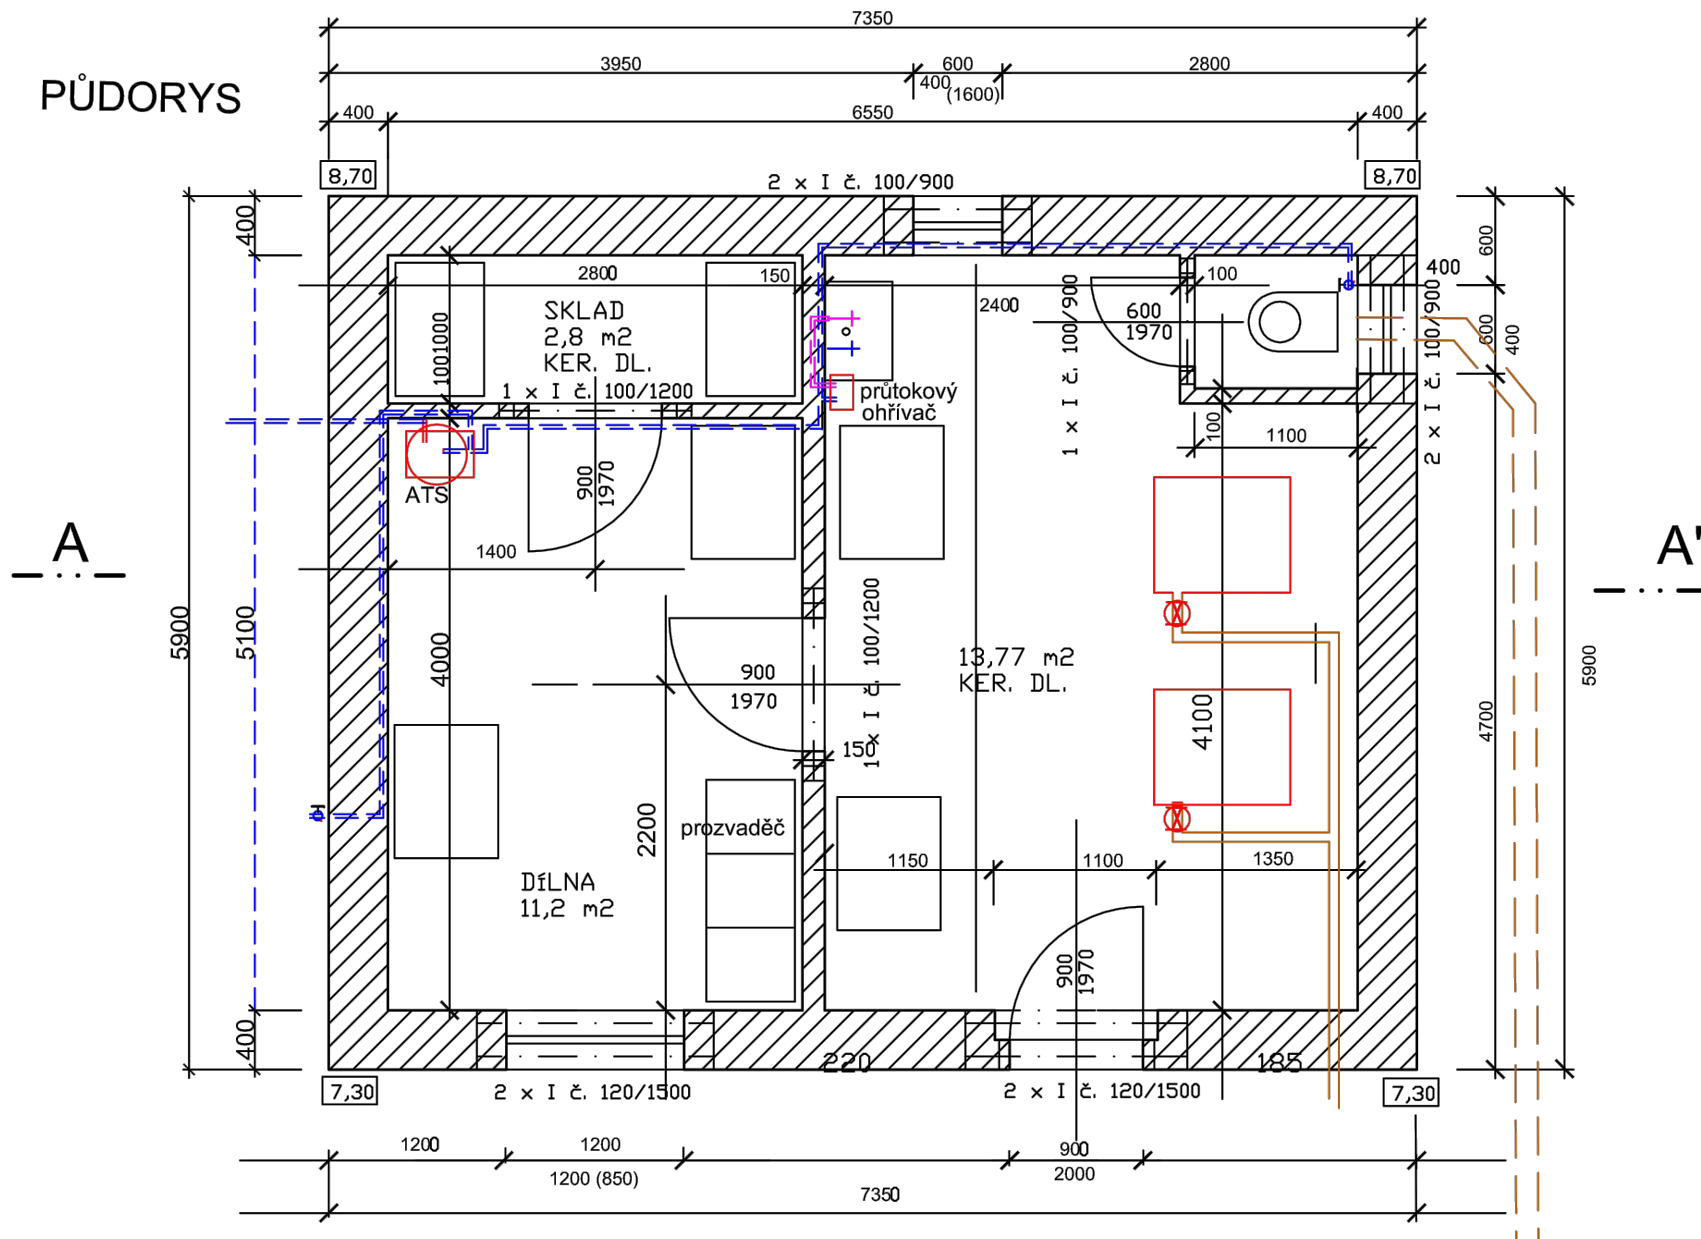 7350
3950
600
2800
400
(1600)
PŮDORYS
400
6550
400
8,70
2 x I č. 100/900
8,70
400
600
2800
150
100
400
2400
1 x I č. 100/900
600
1970
2 x I č. 100/900
600
400
SKLAD
2,8 m2
KER. DL.
1001000
1 x I č. 100/1200
průtokový
ohřívač
100
1100
ATS
900
1970
A
A'
1400
5900
5100
4000
1 x I č. 100/1200
13,77 m2
KER. DL.
900
1970
150
4100
4700
5900
2200
prozvaděč
1150
1100
1350
DíLNA
11,2 m2
900
1970
400
220
185
7,30
2 x I č. 120/1500
2 x I č. 120/1500
7,30
1200
1200
900
1200 (850)
2000
7350